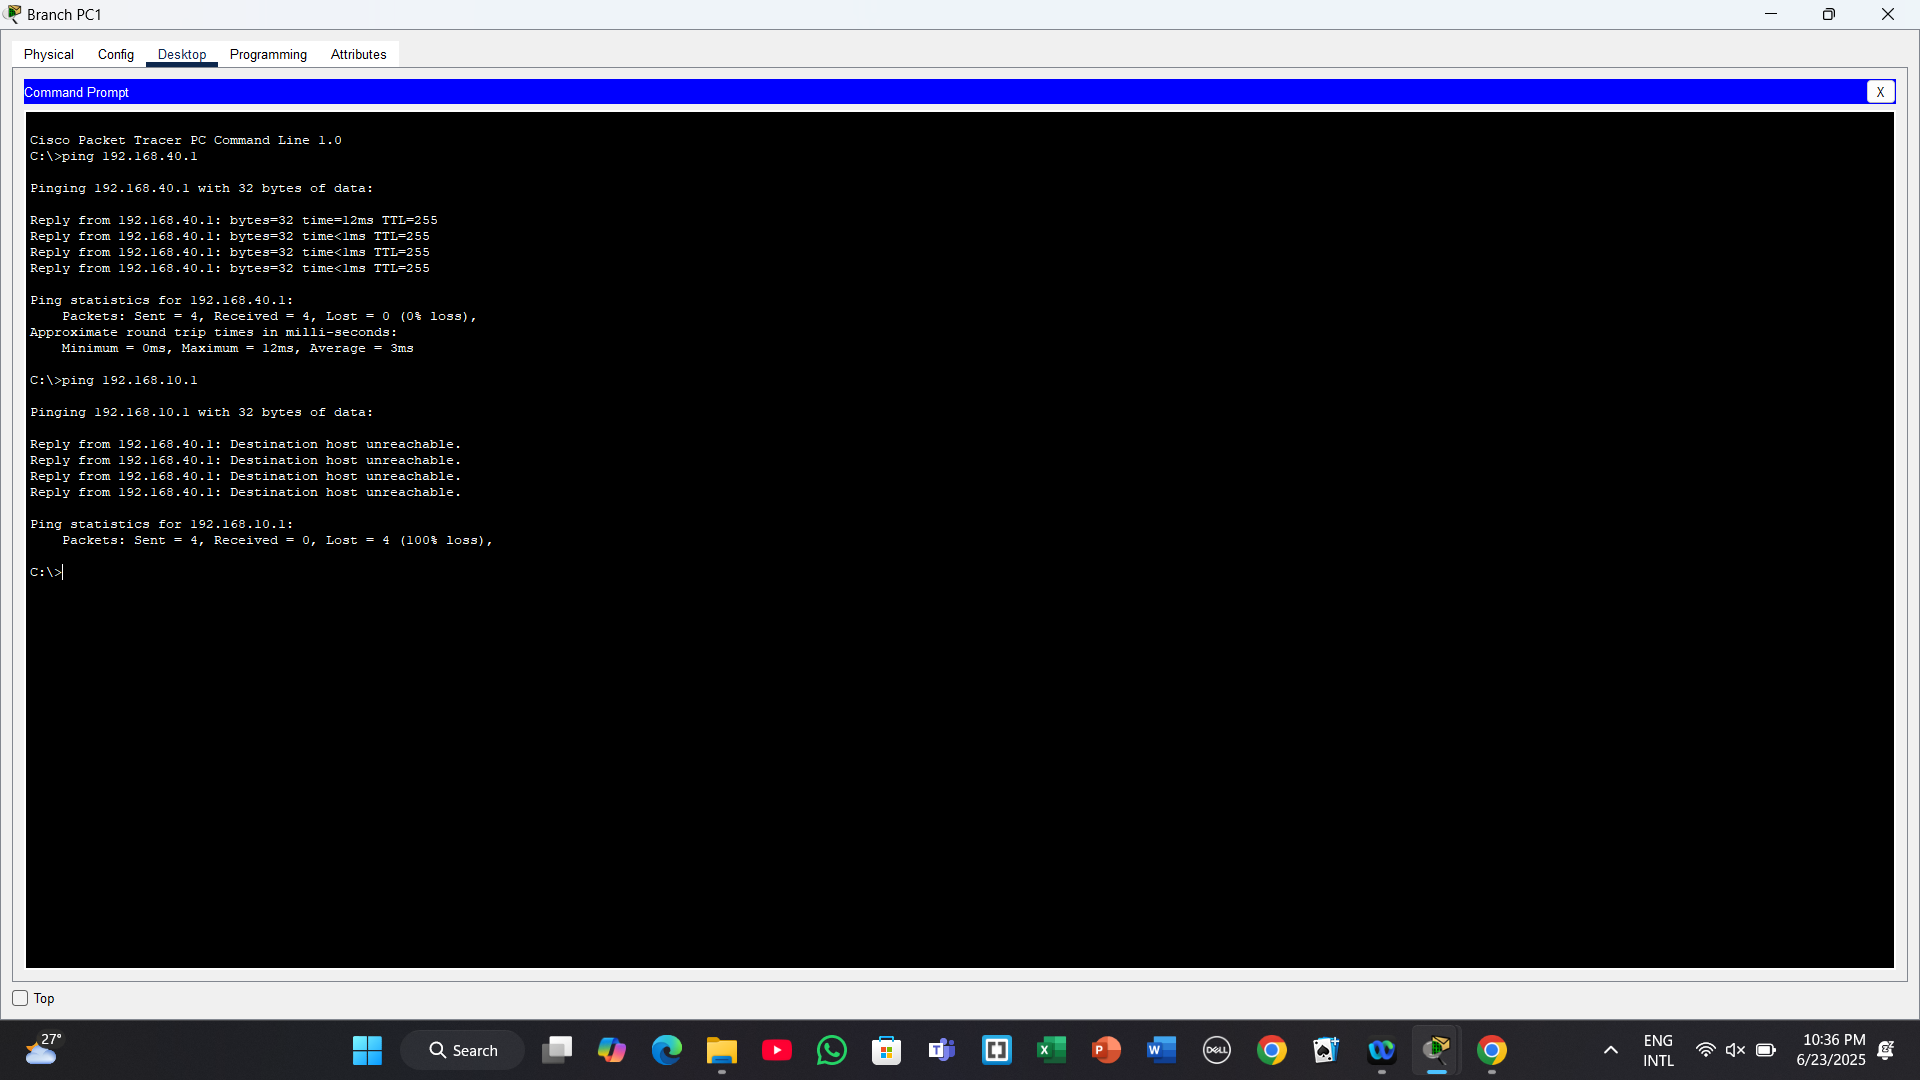 Branch PC1
Physical Config Desktop Programming Attributes
Command Prompt
X
Cisco Packet Tracer PC Command Line 1.0
C:\>ping 192.168.40.1
Pinging 192.168.40.1 with 32 bytes of data:
Reply from 192.168.40.1: bytes=32 time=12ms TTL=255
Reply from 192.168.40.1: bytes=32 time<1ms TTL=255
Reply from 192.168.40.1: bytes=32 time<1ms TTL=255
Reply from 192.168.40.1: bytes=32 time<1ms TTL=255
Ping statistics for 192.168.40.1:
Packets: Sent = 4, Received = 4, Lost = 0 (0% loss),
Approximate round trip times in milli-seconds:
Minimum = 0ms, Maximum = 12ms, Average = 3ms
C:\>ping 192.168.10.1
Pinging 192.168.10.1 with 32 bytes of data:
Reply from 192.168.40.1: Destination host unreachable.
Reply from 192.168.40.1: Destination host unreachable.
Reply from 192.168.40.1: Destination host unreachable.
Reply from 192.168.40.1: Destination host unreachable.
Ping statistics for 192.168.10.1:
Packets: Sent = 4, Received = 0, Lost = 4 (100% loss),
C:\>
Top
27°
Search
DELL
ENG
INTL
10:36 PM
6/23/2025